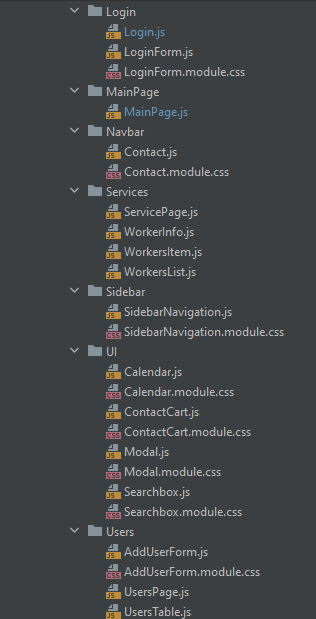 Login
Login.js
LoginForm.js
LoginForm.module.css
MainPage
MainPage.js
Navbar
Contact.js
Contact.module.css
Services
ServicePage.js
WorkerInfo.js
WorkersItem.js
WorkersList.js
Sidebar
SidebarNavigation.js
SidebarNavigation.module.css
UI
Calendar.js
Calendar.module.css
ContactCart.js
ContactCart.module.css
Modal.js
Modal.module.css
Searchbox.js
Searchbox.module.css
Users
AddUserForm.js
AddUserForm.module.css
UsersPage.js
UsersTable.js